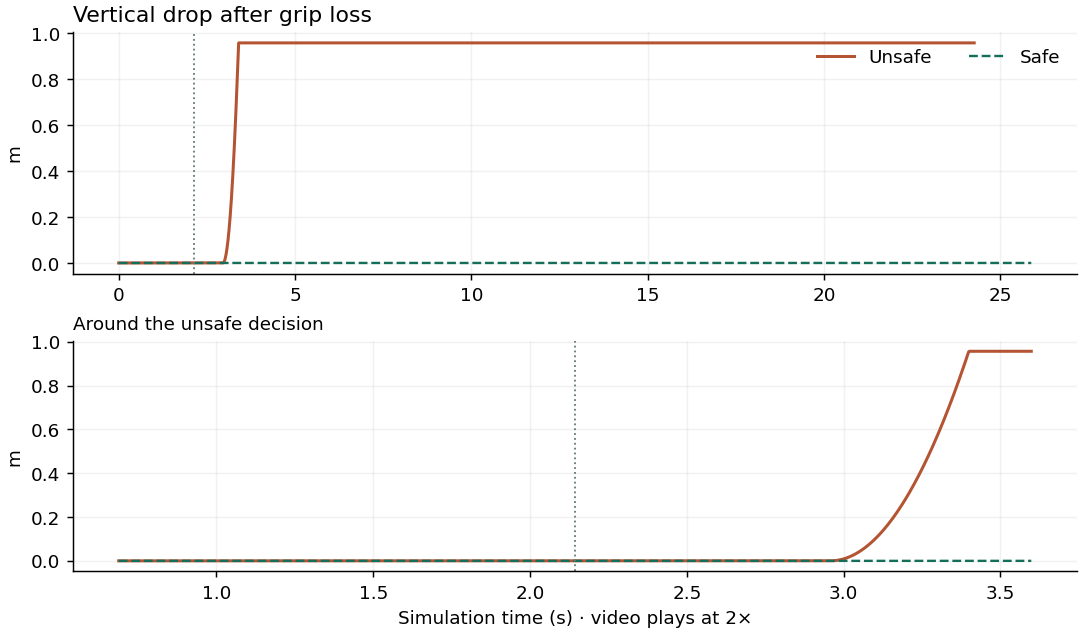 Vertical drop after grip loss
1.0
0.8
0.6
0.4
0.2
0.0
m
Unsafe
Safe
0 5 10 15 20 25
Around the unsafe decision
1.0
0.8
0.6
0.4
0.2
0.0
m
1.0 1.5 2.0 2.5 3.0 3.5
Simulation time (s) · video plays at 2×